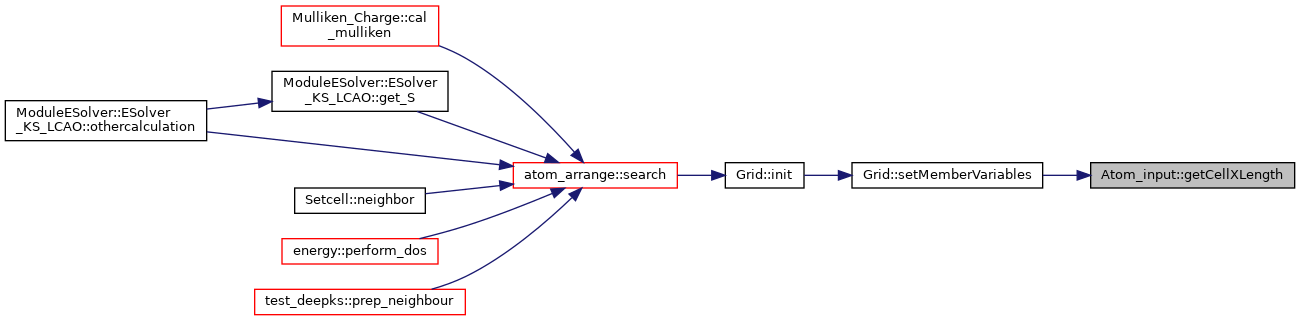 Mulliken_Charge::cal
_mulliken
ModuleESolver::ESolver
_KS_LCAO::get_S
ModuleESolver::ESolver
_KS_LCAO::othercalculation
atom_arrange::search
Grid::init
Grid::setMemberVariables
Atom_input::getCellXLength
Setcell::neighbor
energy::perform_dos
test_deepks::prep_neighbour